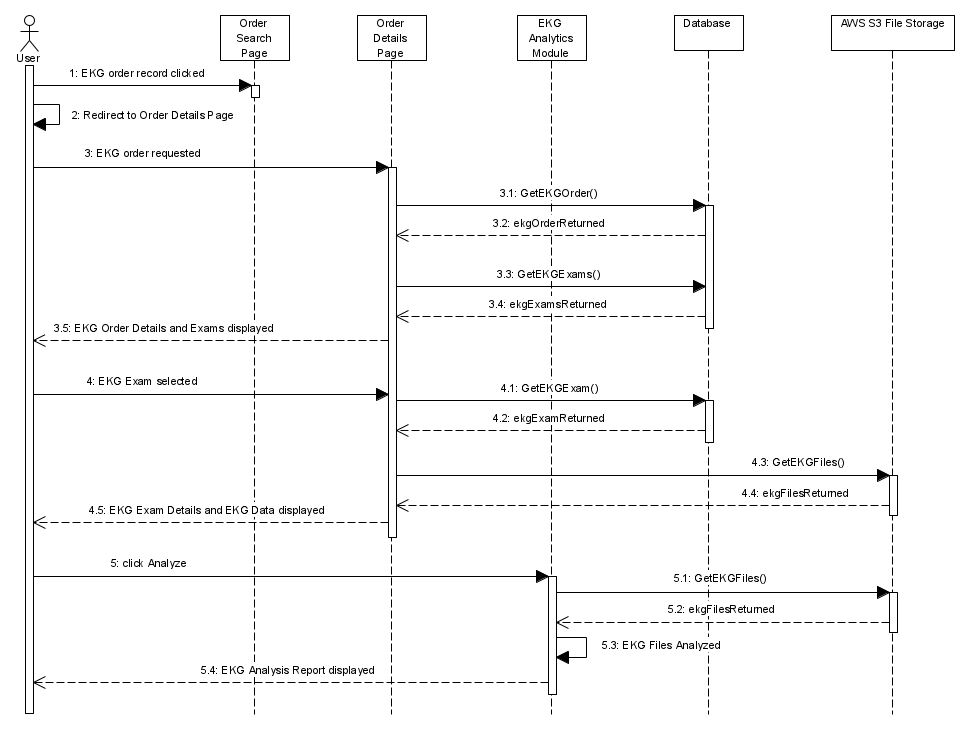 User
Order
Search
Page
Order
Details
Page
EKG
Analytics
Module
Database
AWS S3 File Storage
1: EKG order record clicked
2: Redirect to Order Details Page
3: EKG order requested
3.1: GetEKGOrder()
3.2: ekgOrderReturned
3.3: GetEKGExams()
3.4: ekgExamsReturned
3.5: EKG Order Details and Exams displayed
4: EKG Exam selected
4.1: GetEKGExam()
4.2: ekgExamReturned
4.3: GetEKGFiles()
4.4: ekgFilesReturned
4.5: EKG Exam Details and EKG Data displayed
5: click Analyze
5.1: GetEKGFiles()
5.2: ekgFilesReturned
5.3: EKG Files Analyzed
5.4: EKG Analysis Report displayed